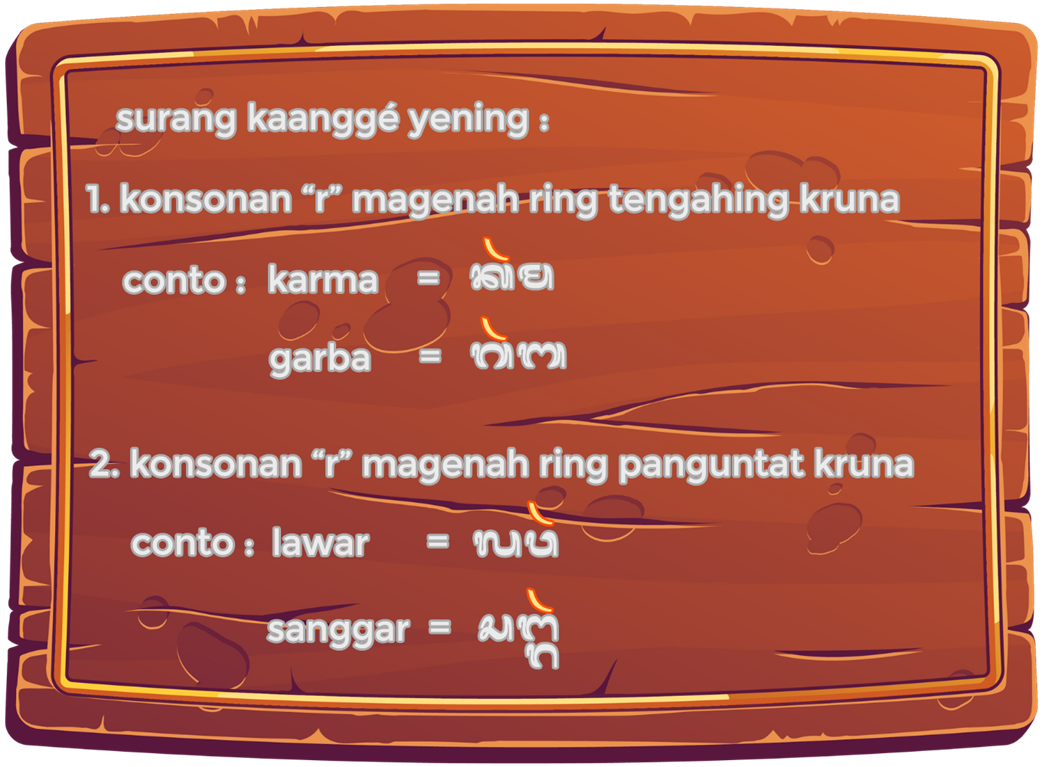 surang kaanggé yening :
1. konsonan “r” magenah ring tengahing kruna
conto : karma = ᬓᬃᬫ
garba = ᬕᬃᬩ
2. konsonan “r” magenah ring panguntat kruna
conto : lawar = ᬮᬯᬃ
sanggar = ᬲᬗ᭄ᬕᬃ